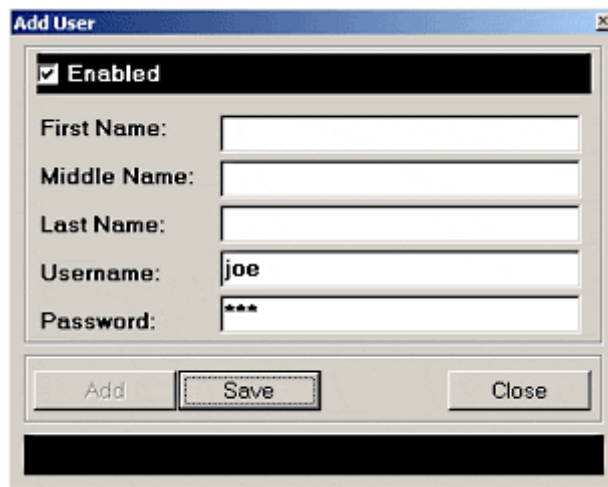 Add User
Enabled
First Name:
Middle Name:
Last Name:
Username: joe
Password: ***
Add Save Close